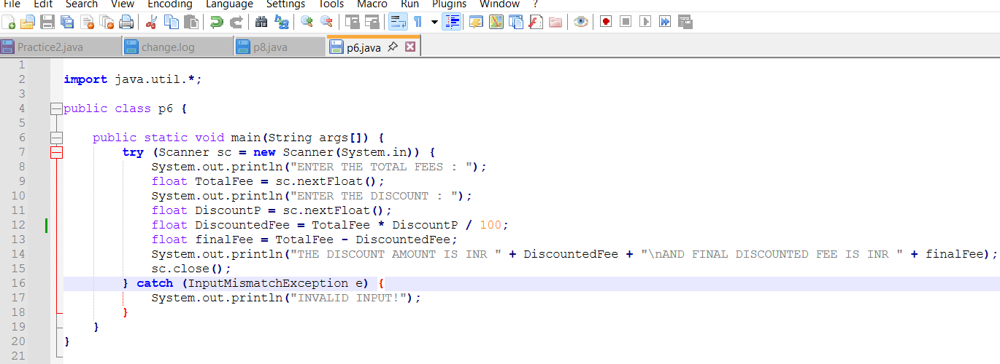 File Edit Search View Encoding Language Settings Tools Macro Run Plugins Window ?
Practice2.java change.log p8.java p6.java
1
2 import java.util.*;
3
4 public class p6 {
5
6 public static void main(String args[]) {
7 try (Scanner sc = new Scanner(System.in)) {
8 System.out.println("ENTER THE TOTAL FEES : ");
9 float TotalFee = sc.nextFloat();
10 System.out.println("ENTER THE DISCOUNT : ");
11 float DiscountP = sc.nextFloat();
12 float DiscountedFee = TotalFee * DiscountP / 100;
13 float finalFee = TotalFee - DiscountedFee;
14 System.out.println("THE DISCOUNT AMOUNT IS INR " + DiscountedFee + "\nAND FINAL DISCOUNTED FEE IS INR " + finalFee);
15 sc.close();
16 } catch (InputMismatchException e) {
17 System.out.println("INVALID INPUT!");
18 }
19 }
20 }
21